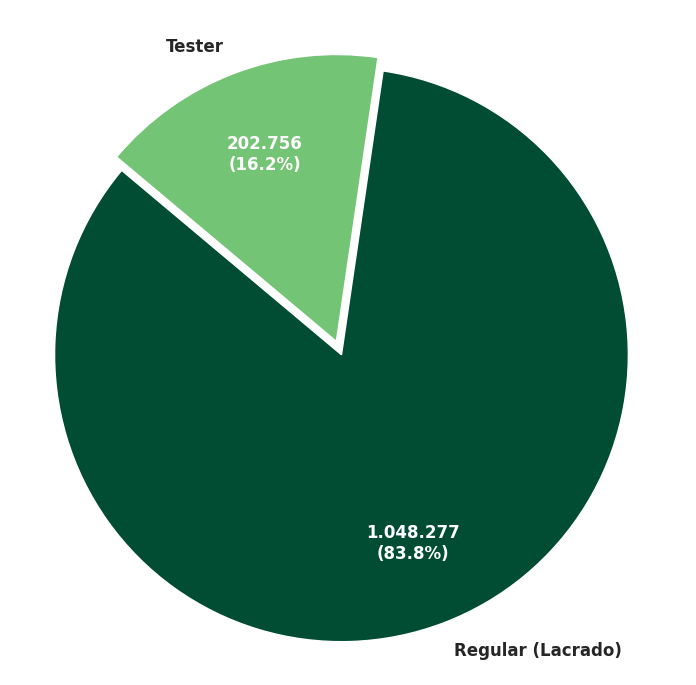 Tester
202.756
(16.2%)
1.048.277
(83.8%)
Regular (Lacrado)